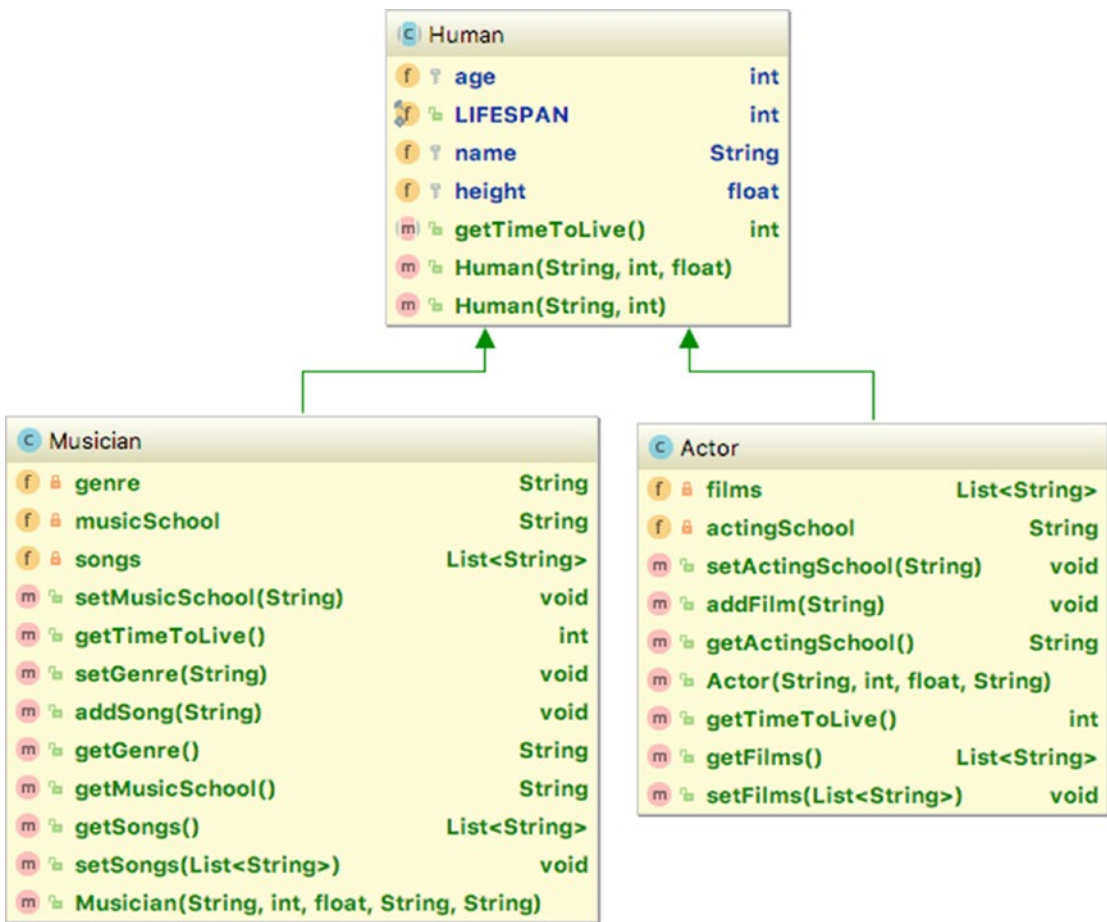 C Human
f age int
f LIFESPAN int
f name String
f height float
m getTimeToLive() int
m Human(String, int, float)
m Human(String, int)
C Musician
f genre String
f musicSchool String
f songs List<String>
m setMusicSchool(String) void
m getTimeToLive() int
m setGenre(String) void
m addSong(String) void
m getGenre() String
m getMusicSchool() String
m getSongs() List<String>
m setSongs(List<String>) void
m Musician(String, int, float, String, String)
C Actor
f films List<String>
f actingSchool String
m setActingSchool(String) void
m addFilm(String) void
m getActingSchool() String
m Actor(String, int, float, String)
m getTimeToLive() int
m getFilms() List<String>
m setFilms(List<String>) void